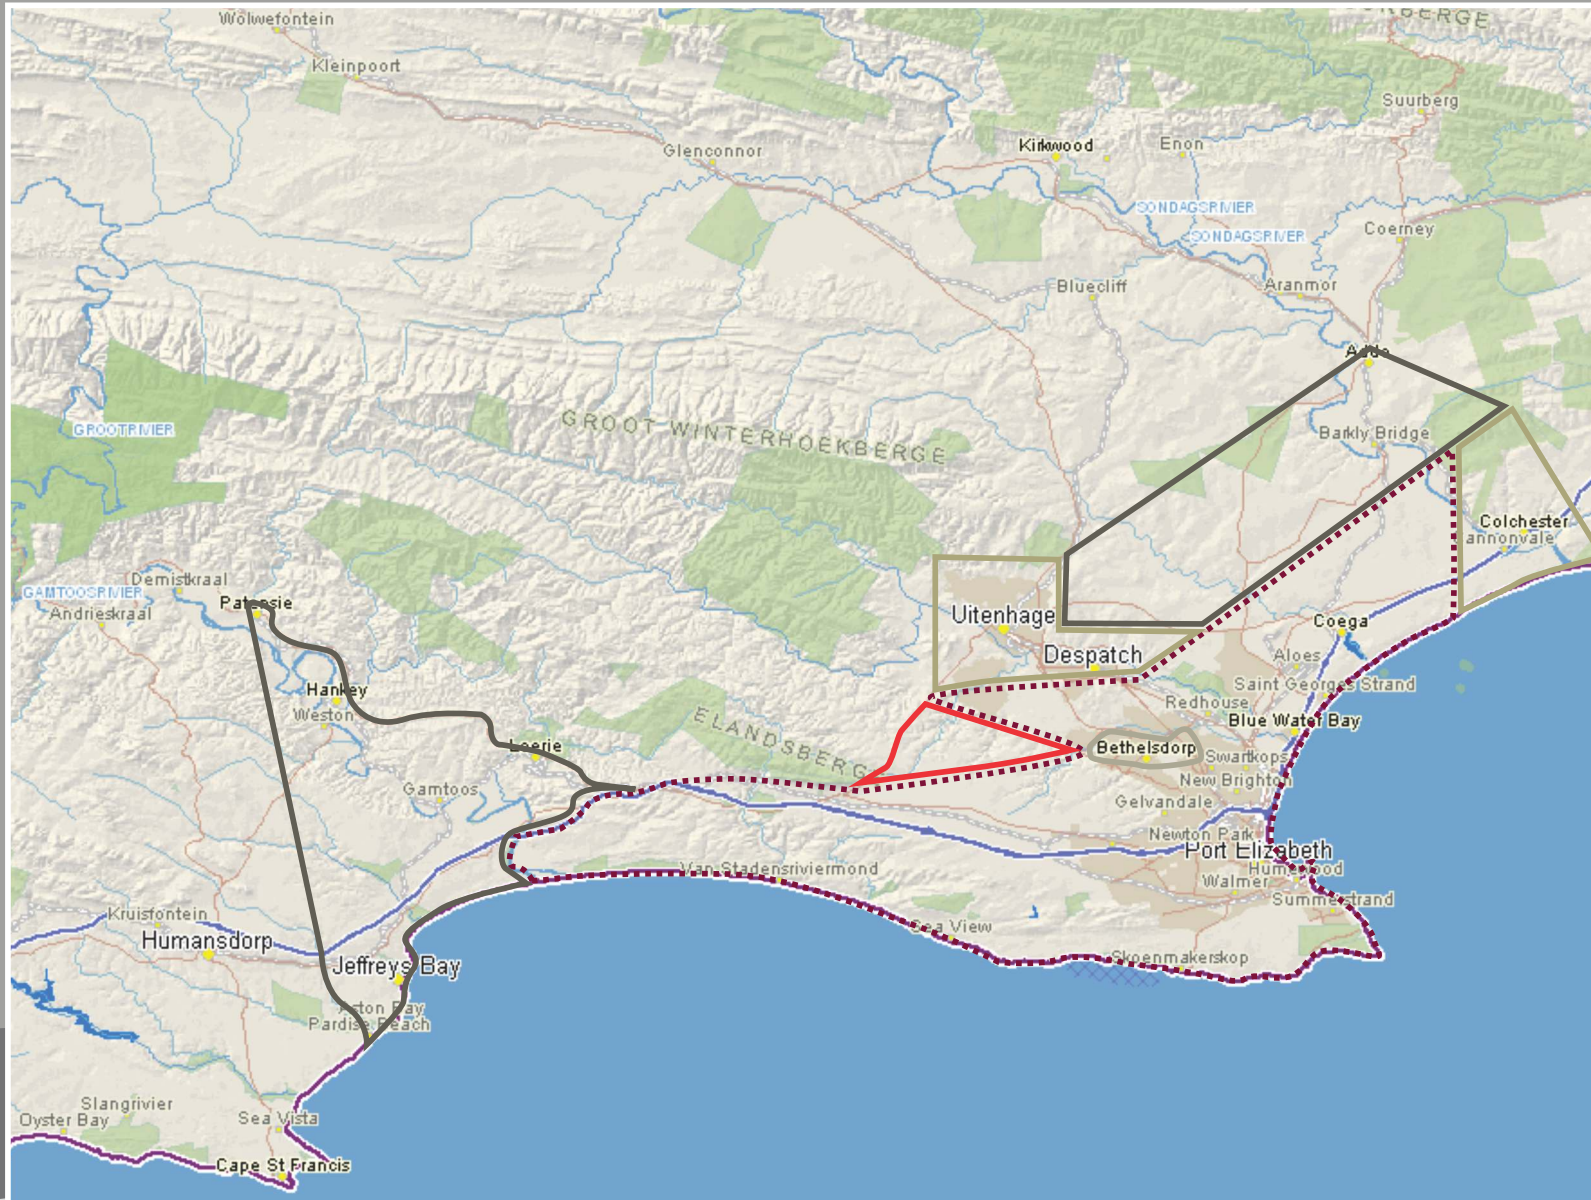 Wolwefontein
Kleinpoort
Suurberg
Glenconnor
Kirkwood
Enon
SONDAGSRIVIER
SONDAGSRIVIER
Coerney
Bluecliff
Aranmor
Addo
GROOT WINTERHOEKBERGE
GROOTRIVIER
Barkly Bridge
Colchester
Demistkraal
GAMTOOSRIVIER
Patensie
Andrieskraal
Uitenhage
Coega
Despatch
Aloes
Saint Georges Strand
Hankey
Weston
Redhouse
ELANDSBERG
Blue Water Bay
Loerie
Bethelsdorp
Swartkops
New Brighton
Gamtoos
Gelvandale
Newton Park
Port Elizabeth
Van Stadensriviermond
Humewood
Walmer
Summerstrand
Kruisfontein
Sea View
Humansdorp
Skoenmakerskop
Jeffreys Bay
Aston Bay
Pardise Beach
Slangrivier
Oyster Bay
Sea Vista
Cape St Francis